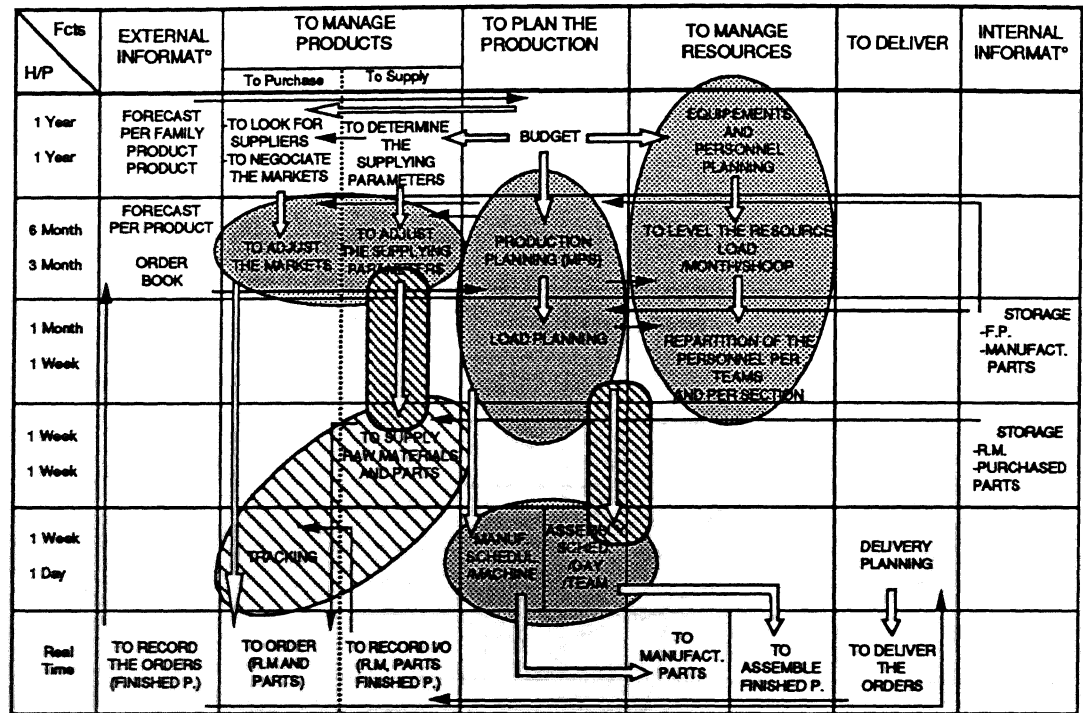 Fcts
H/P
EXTERNAL
INFORMAT°
TO MANAGE
PRODUCTS
To Purchase
To Supply
TO PLAN THE
PRODUCTION
TO MANAGE
RESOURCES
TO DELIVER
INTERNAL
INFORMAT°
1 Year
1 Year
FORECAST
PER FAMILY
PRODUCT
PRODUCT
-TO LOOK FOR
SUPPLIERS
-TO NEGOCIATE
THE MARKETS
TO DETERMINE
THE
SUPPLYING
PARAMETERS
BUDGET
EQUIPEMENTS
AND
PERSONNEL
PLANNING
6 Month
3 Month
FORECAST
PER PRODUCT
ORDER
BOOK
TO ADJUST
THE MARKETS
TO ADJUST
THE SUPPLYING
PARAMETERS
PRODUCTION
PLANNING (MPS)
TO LEVEL THE RESOURCE
LOAD
/MONTH/SHOOP
1 Month
1 Week
LOAD PLANNING
REPARTITION OF THE
PERSONNEL PER
TEAMS
AND PER SECTION
STORAGE
-F.P.
-MANUFACT.
PARTS
1 Week
1 Week
TO SUPPLY
RAW MATERIALS
AND PARTS
STORAGE
-R.M.
-PURCHASED
PARTS
1 Week
1 Day
TRACKING
MANUF.
SCHEDUL
/MACHINE
SCHED.
/DAY
/TEAM
DELIVERY
PLANNING
Real
Time
TO RECORD
THE ORDERS
(FINISHED P.)
TO ORDER
(R.M AND
PARTS)
TO RECORD I/O
(R.M, PARTS
FINISHED P.)
TO
MANUFACT.
PARTS
TO
ASSEMBLE
FINISHED P.
TO DELIVER
THE
ORDERS